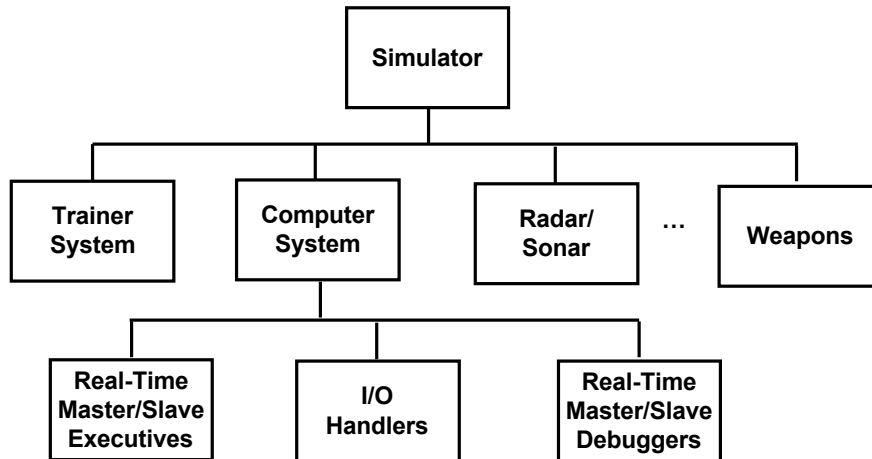 Simulator
Trainer
System
Computer
System
Radar/
Sonar
...
Weapons
Real-Time
Master/Slave
Executives
I/O
Handlers
Real-Time
Master/Slave
Debuggers